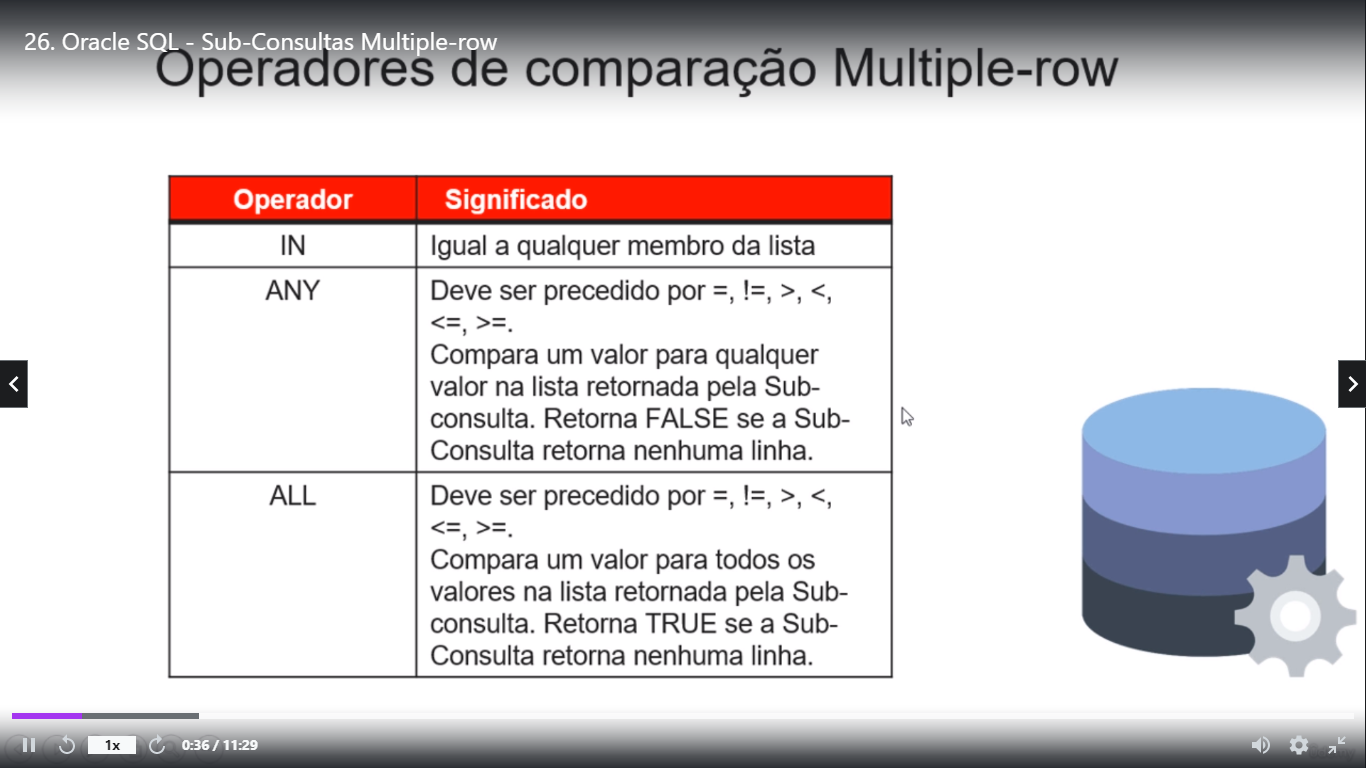 26. Oracle SQL - Sub-Consultas Multiple-row
Operadores de comparação Multiple-row
Operador
Significado
IN
Igual a qualquer membro da lista
ANY
Deve ser precedido por =, !=, >, <,
<=, >=.
Compara um valor para qualquer
valor na lista retornada pela Sub-
consulta. Retorna FALSE se a Sub-
Consulta retorna nenhuma linha.
ALL
Deve ser precedido por =, !=, >, <,
<=, >=.
Compara um valor para todos os
valores na lista retornada pela Sub-
consulta. Retorna TRUE se a Sub-
Consulta retorna nenhuma linha.
1x
0:36 / 11:29